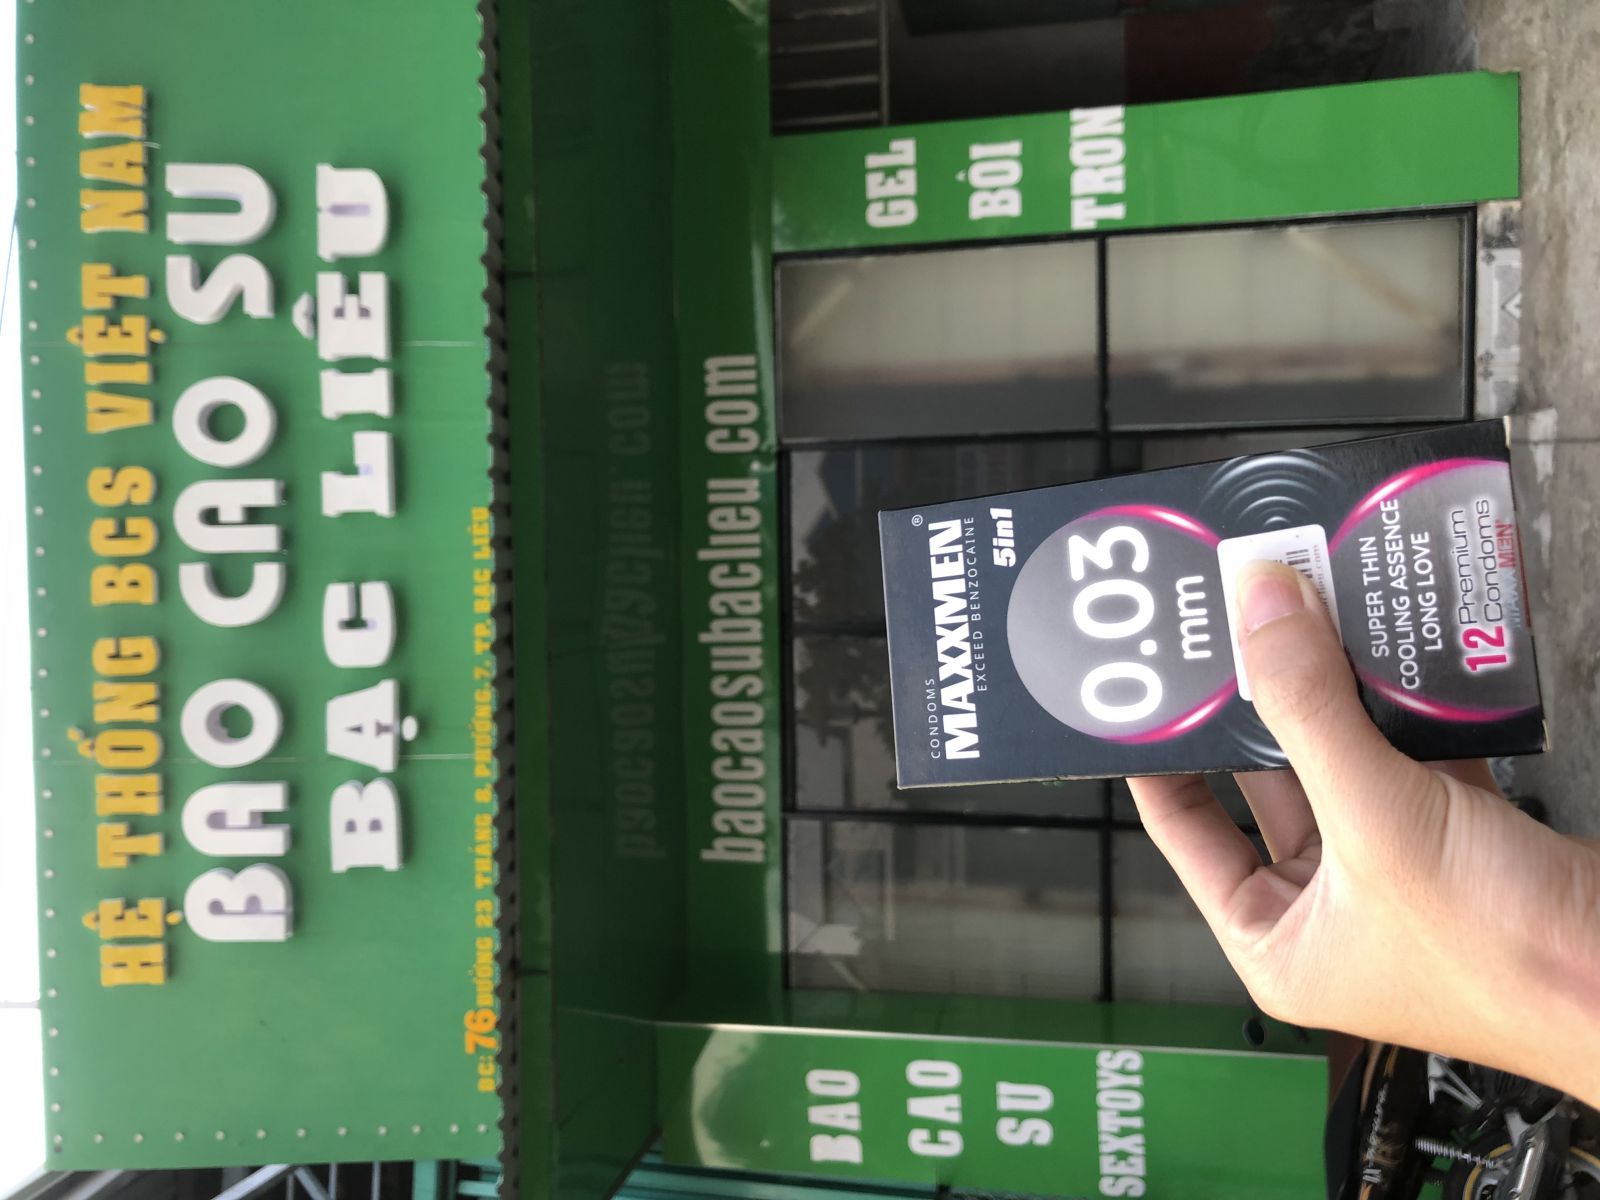 HỆ THỐNG BCS VIỆT NAM
BAO CAO SU
BẠC LIÊU
ĐC: 76 ĐƯỜNG 23 THÁNG 8, PHƯỜNG 7, TP. BẠC LIÊU
baocaosubaclieu.com
BAO
CAO
SU
SEXTOYS
GEL
BÔI
TRƠN
CONDOMS
MAXXMEN®
EXCEED BENZOCAINE
5in1
0.03
mm
SUPER THIN
COOLING ASSENCE
LONG LOVE
12 Premium
Condoms
MAXXMEN